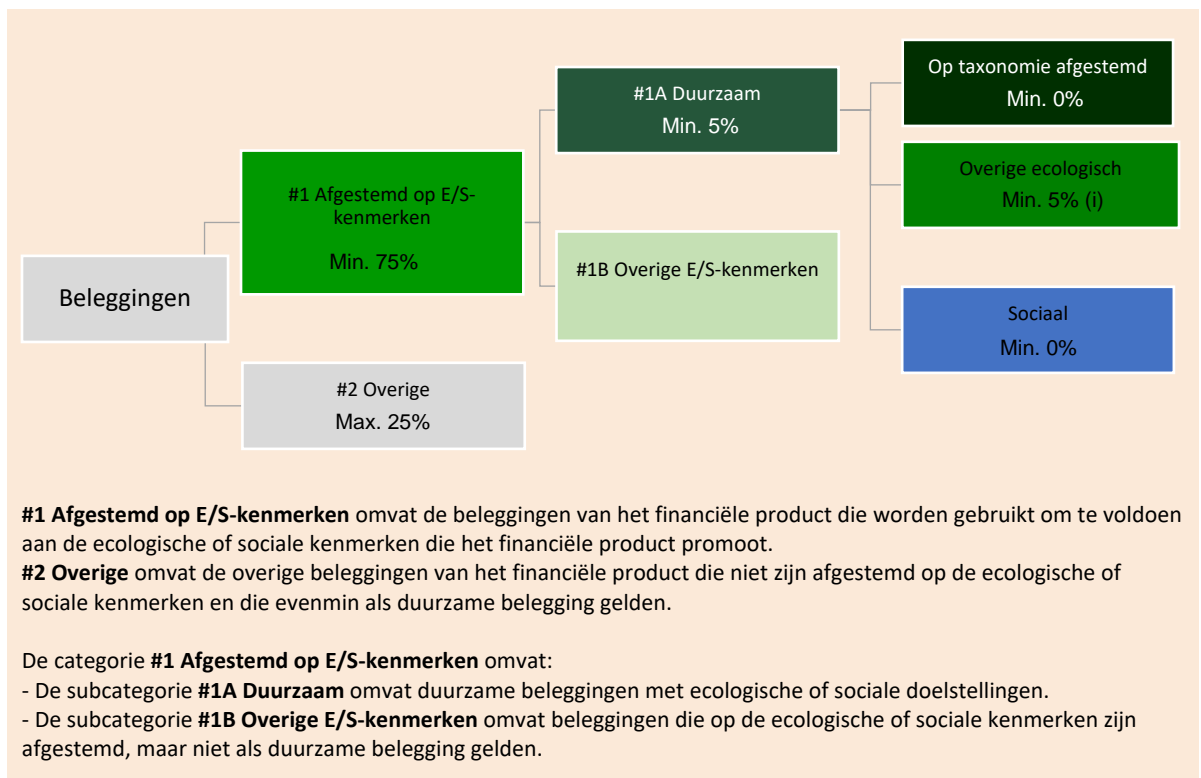 Beleggingen
#1 Afgestemd op E/S-
kenmerken
Min. 75%
#2 Overige
Max. 25%
#1A Duurzaam
Min. 5%
#1B Overige E/S-kenmerken
Op taxonomie afgestemd
Min. 0%
Overige ecologisch
Min. 5% (i)
Sociaal
Min. 0%
#1 Afgestemd op E/S-kenmerken omvat de beleggingen van het financiële product die worden gebruikt om te voldoen
aan de ecologische of sociale kenmerken die het financiële product promoot.
#2 Overige omvat de overige beleggingen van het financiële product die niet zijn afgestemd op de ecologische of
sociale kenmerken en die evenmin als duurzame belegging gelden.
De categorie #1 Afgestemd op E/S-kenmerken omvat:
- De subcategorie #1A Duurzaam omvat duurzame beleggingen met ecologische of sociale doelstellingen.
- De subcategorie #1B Overige E/S-kenmerken omvat beleggingen die op de ecologische of sociale kenmerken zijn
afgestemd, maar niet als duurzame belegging gelden.